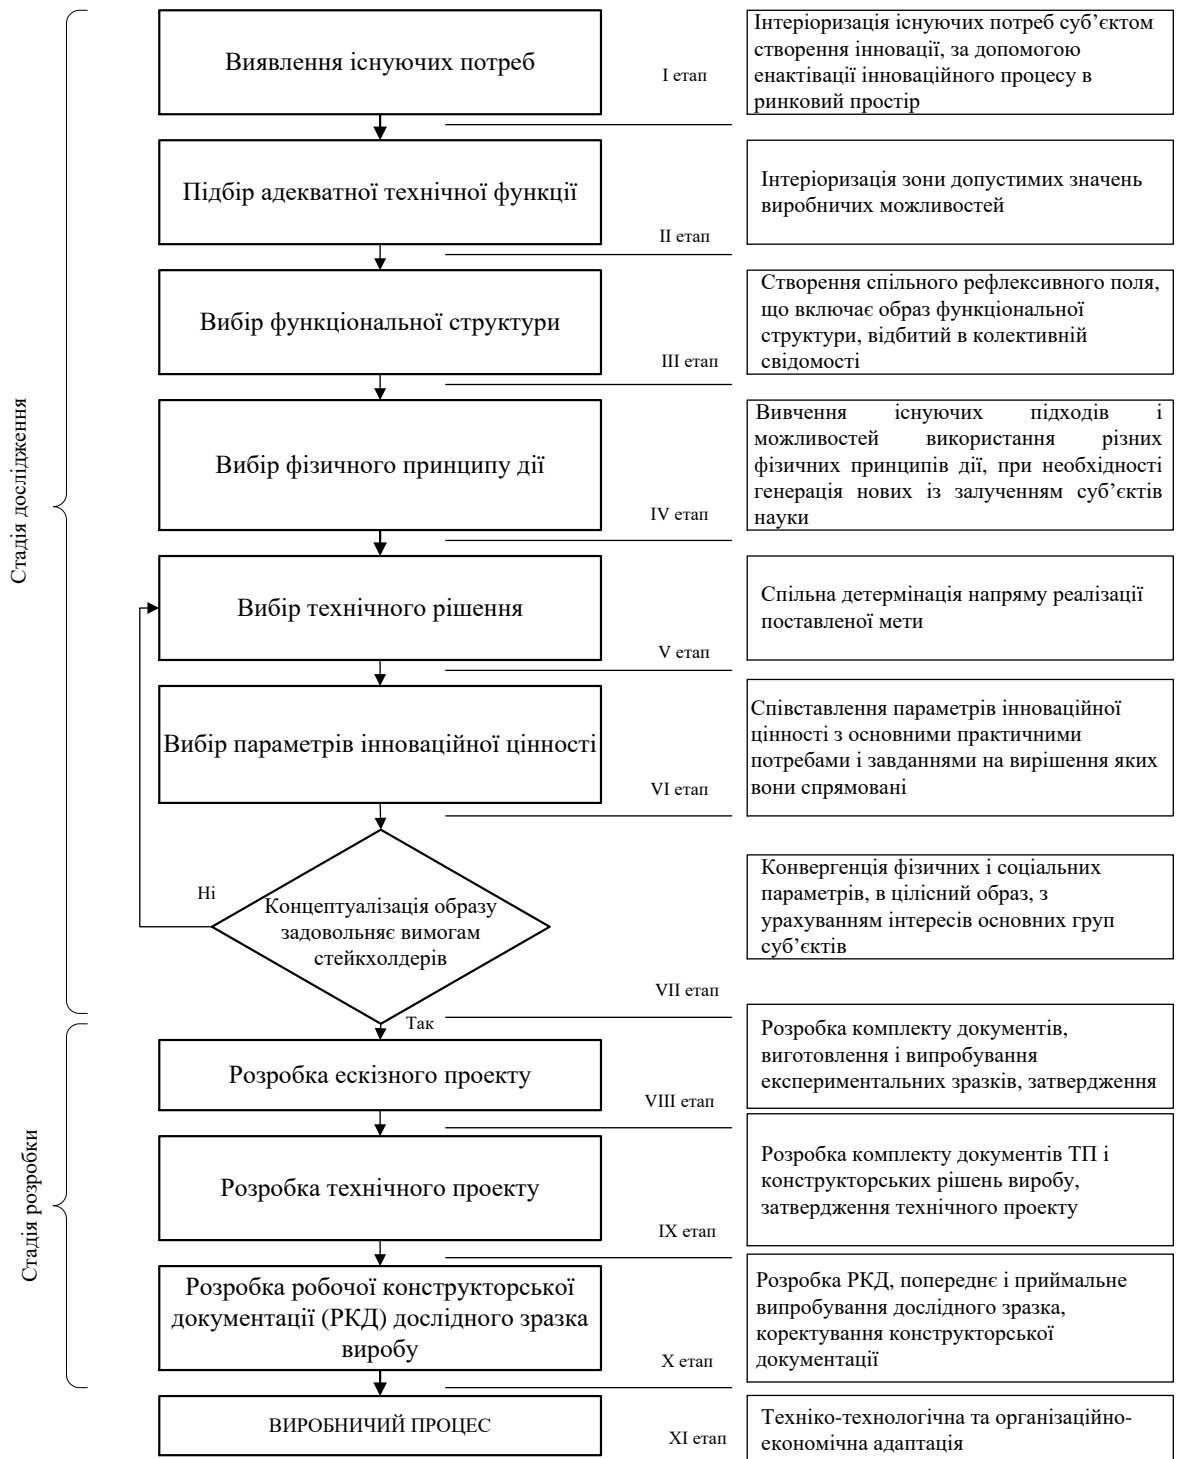 Стадія дослідження
Виявлення існуючих потреб
І етап
Інтеріоризація існуючих потреб суб’єктом
створення інновації, за допомогою
енактівації інноваційного процесу в
ринковий простір
Підбір адекватної технічної функції
ІІ етап
Інтеріоризація зони допустимих значень
виробничих можливостей
Вибір функціональної структури
ІІІ етап
Створення спільного рефлексивного поля,
що включає образ функціональної
структури, відбитий в колективній
свідомості
Вибір фізичного принципу дії
IV етап
Вивчення існуючих підходів і
можливостей використання різних
фізичних принципів дії, при необхідності
генерація нових із залученням суб’єктів
науки
Вибір технічного рішення
V етап
Спільна детермінація напряму реалізації
поставленої мети
Вибір параметрів інноваційної цінності
VI етап
Співставлення параметрів інноваційної
цінності з основними практичними
потребами і завданнями на вирішення яких
вони спрямовані
Ні
Концептуалізація образу
задовольняє вимогам
стейкхолдерів
Так
VII етап
Конвергенція фізичних і соціальних
параметрів, в цілісний образ, з
урахуванням інтересів основних груп
суб’єктів
Стадія розробки
Розробка ескізного проекту
VIII етап
Розробка комплекту документів,
виготовлення і випробування
експериментальних зразків, затвердження
Розробка технічного проекту
IX етап
Розробка комплекту документів ТП і
конструкторських рішень виробу,
затвердження технічного проекту
Розробка робочої конструкторської
документації (РКД) дослідного зразка
виробу
X етап
Розробка РКД, попереднє і приймальне
випробування дослідного зразка,
коректування конструкторської
документації
ВИРОБНИЧИЙ ПРОЦЕС
XI етап
Техніко-технологічна та організаційно-
економічна адаптація